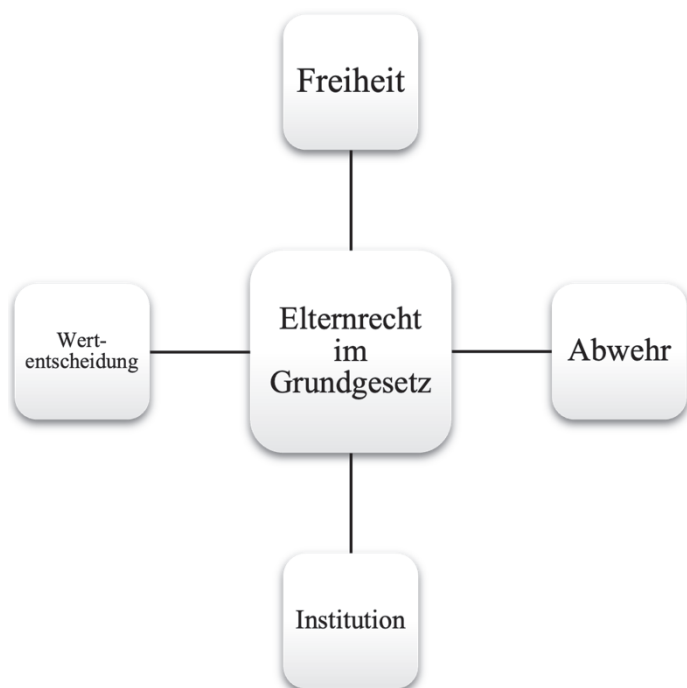 Freiheit
Wert-
entscheidung
Elternrecht
im
Grundgesetz
Abwehr
Institution